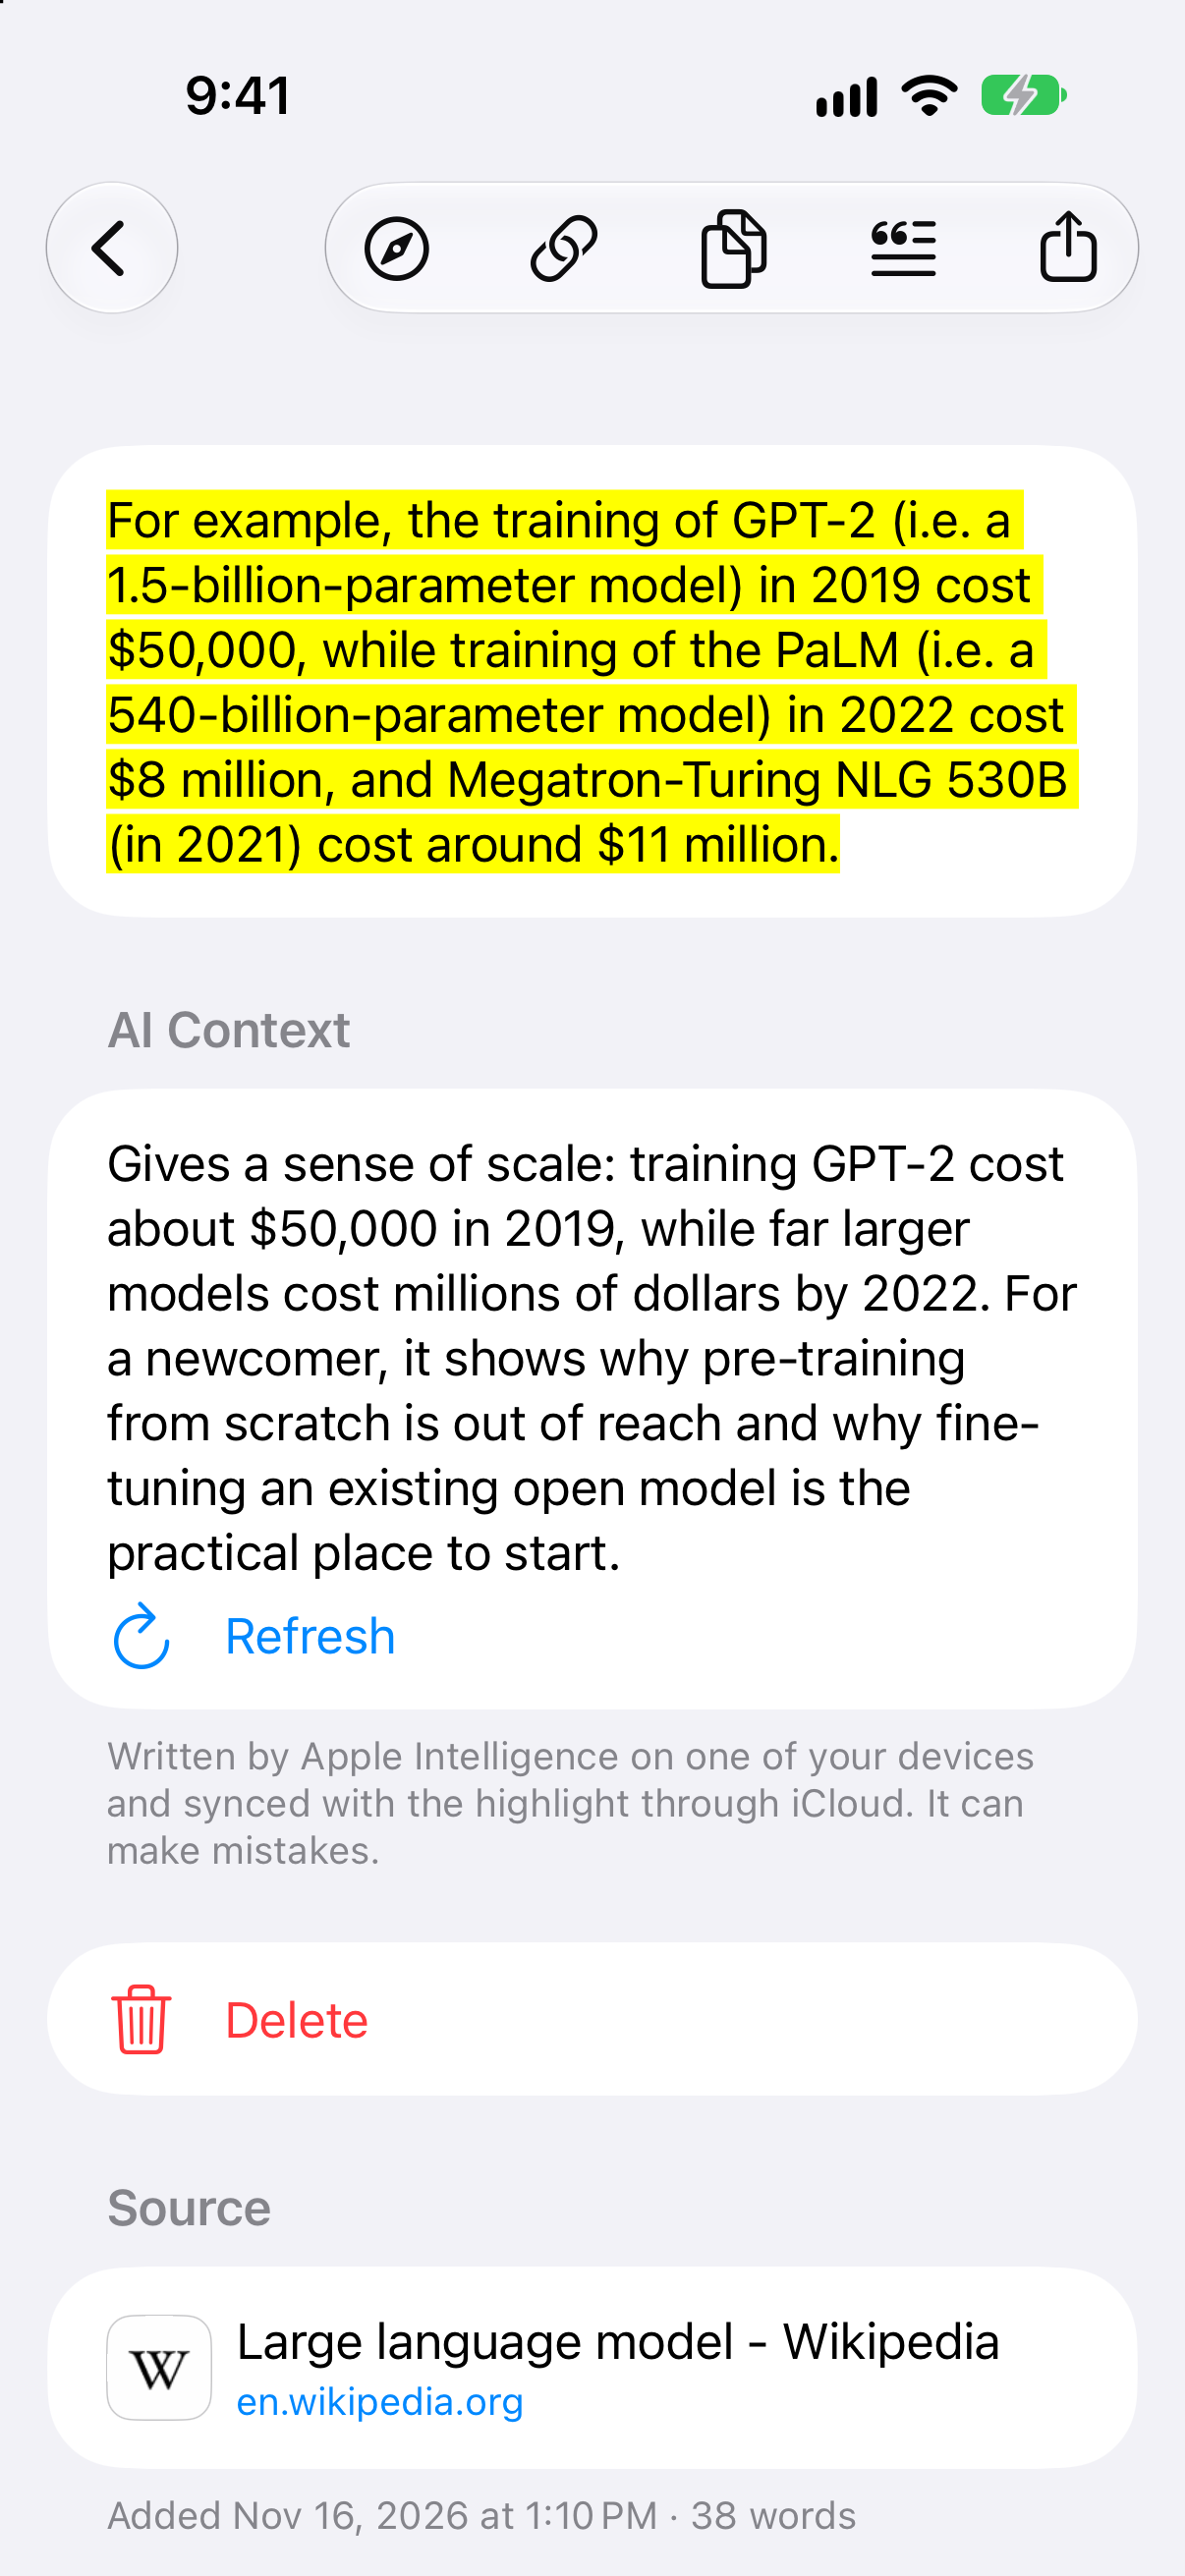 9:41
For example, the training of GPT-2 (i.e. a
1.5-billion-parameter model) in 2019 cost
$50,000, while training of the PaLM (i.e. a
540-billion-parameter model) in 2022 cost
$8 million, and Megatron-Turing NLG 530B
(in 2021) cost around $11 million.
AI Context
Gives a sense of scale: training GPT-2 cost
about $50,000 in 2019, while far larger
models cost millions of dollars by 2022. For
a newcomer, it shows why pre-training
from scratch is out of reach and why fine-
tuning an existing open model is the
practical place to start.
Refresh
Written by Apple Intelligence on one of your devices
and synced with the highlight through iCloud. It can
make mistakes.
Delete
Source
W
Large language model - Wikipedia
en.wikipedia.org
Added Nov 16, 2026 at 1:10 PM · 38 words